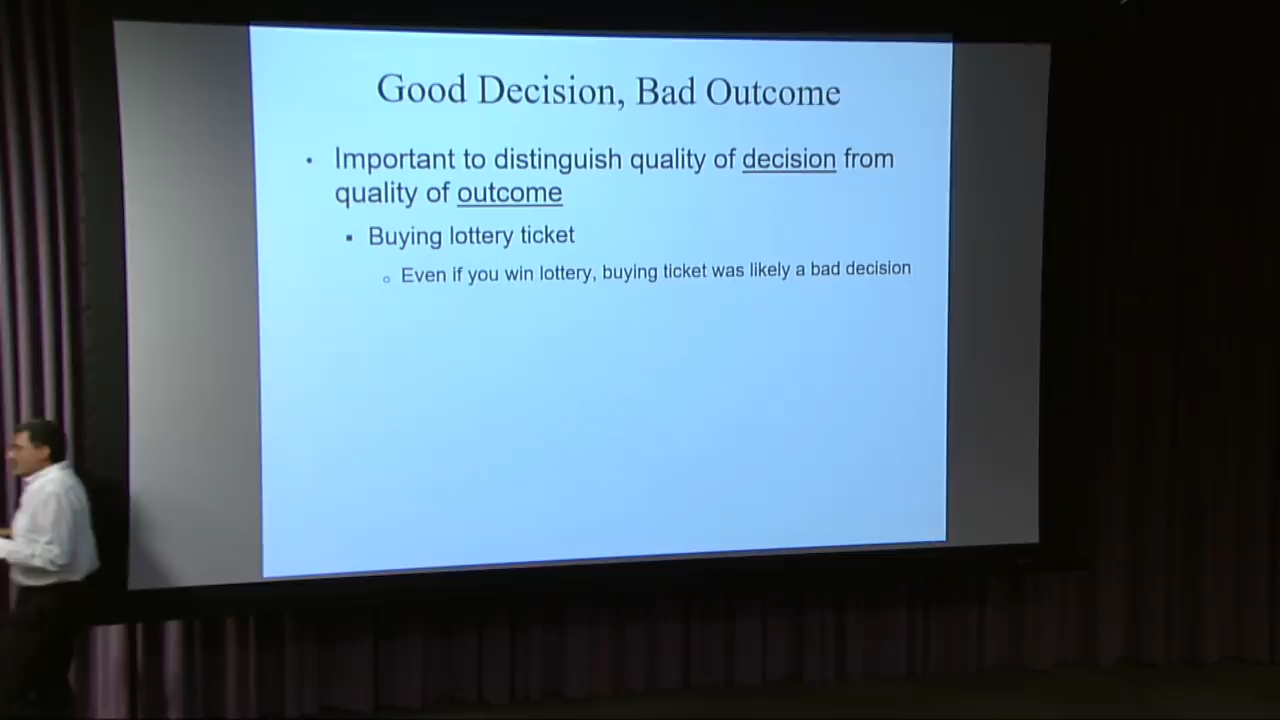 Good Decision, Bad Outcome
• Important to distinguish quality of decision from
quality of outcome
▪ Buying lottery ticket
o Even if you win lottery, buying ticket was likely a bad decision